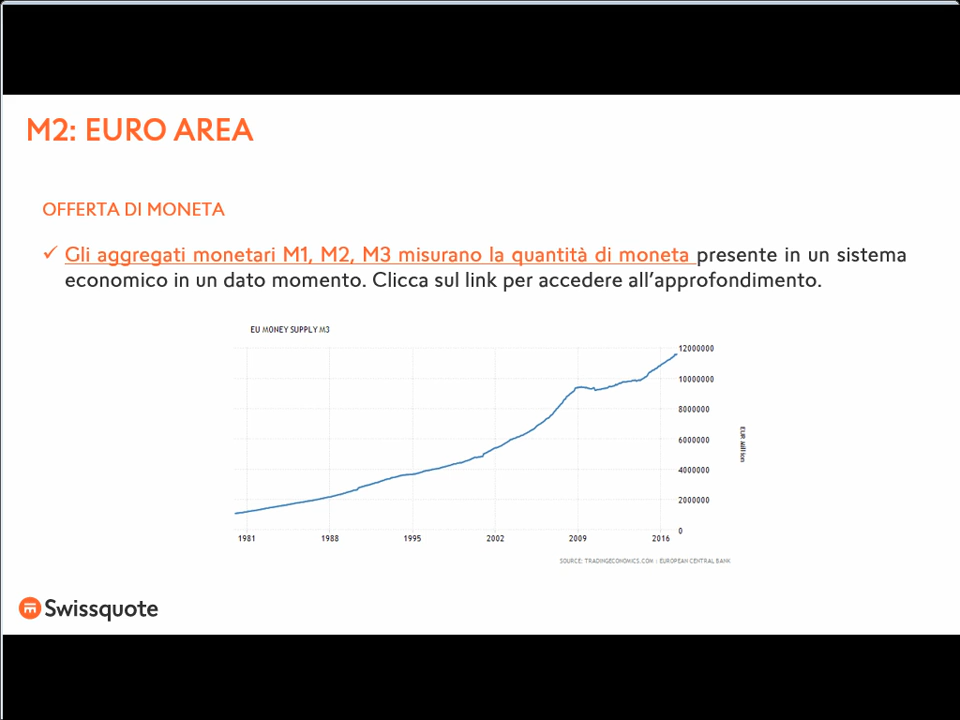 M2: EURO AREA
OFFERTA DI MONETA
✓ Gli aggregati monetari M1, M2, M3 misurano la quantità di moneta presente in un sistema
economico in un dato momento. Clicca sul link per accedere all'approfondimento.
EU MONEY SUPPLY M3
12000000
10000000
8000000
6000000
4000000
2000000
0
EUR Million
1981 1988 1995 2002 2009 2016
SOURCE: TRADINGECONOMICS.COM | EUROPEAN CENTRAL BANK
Swissquote